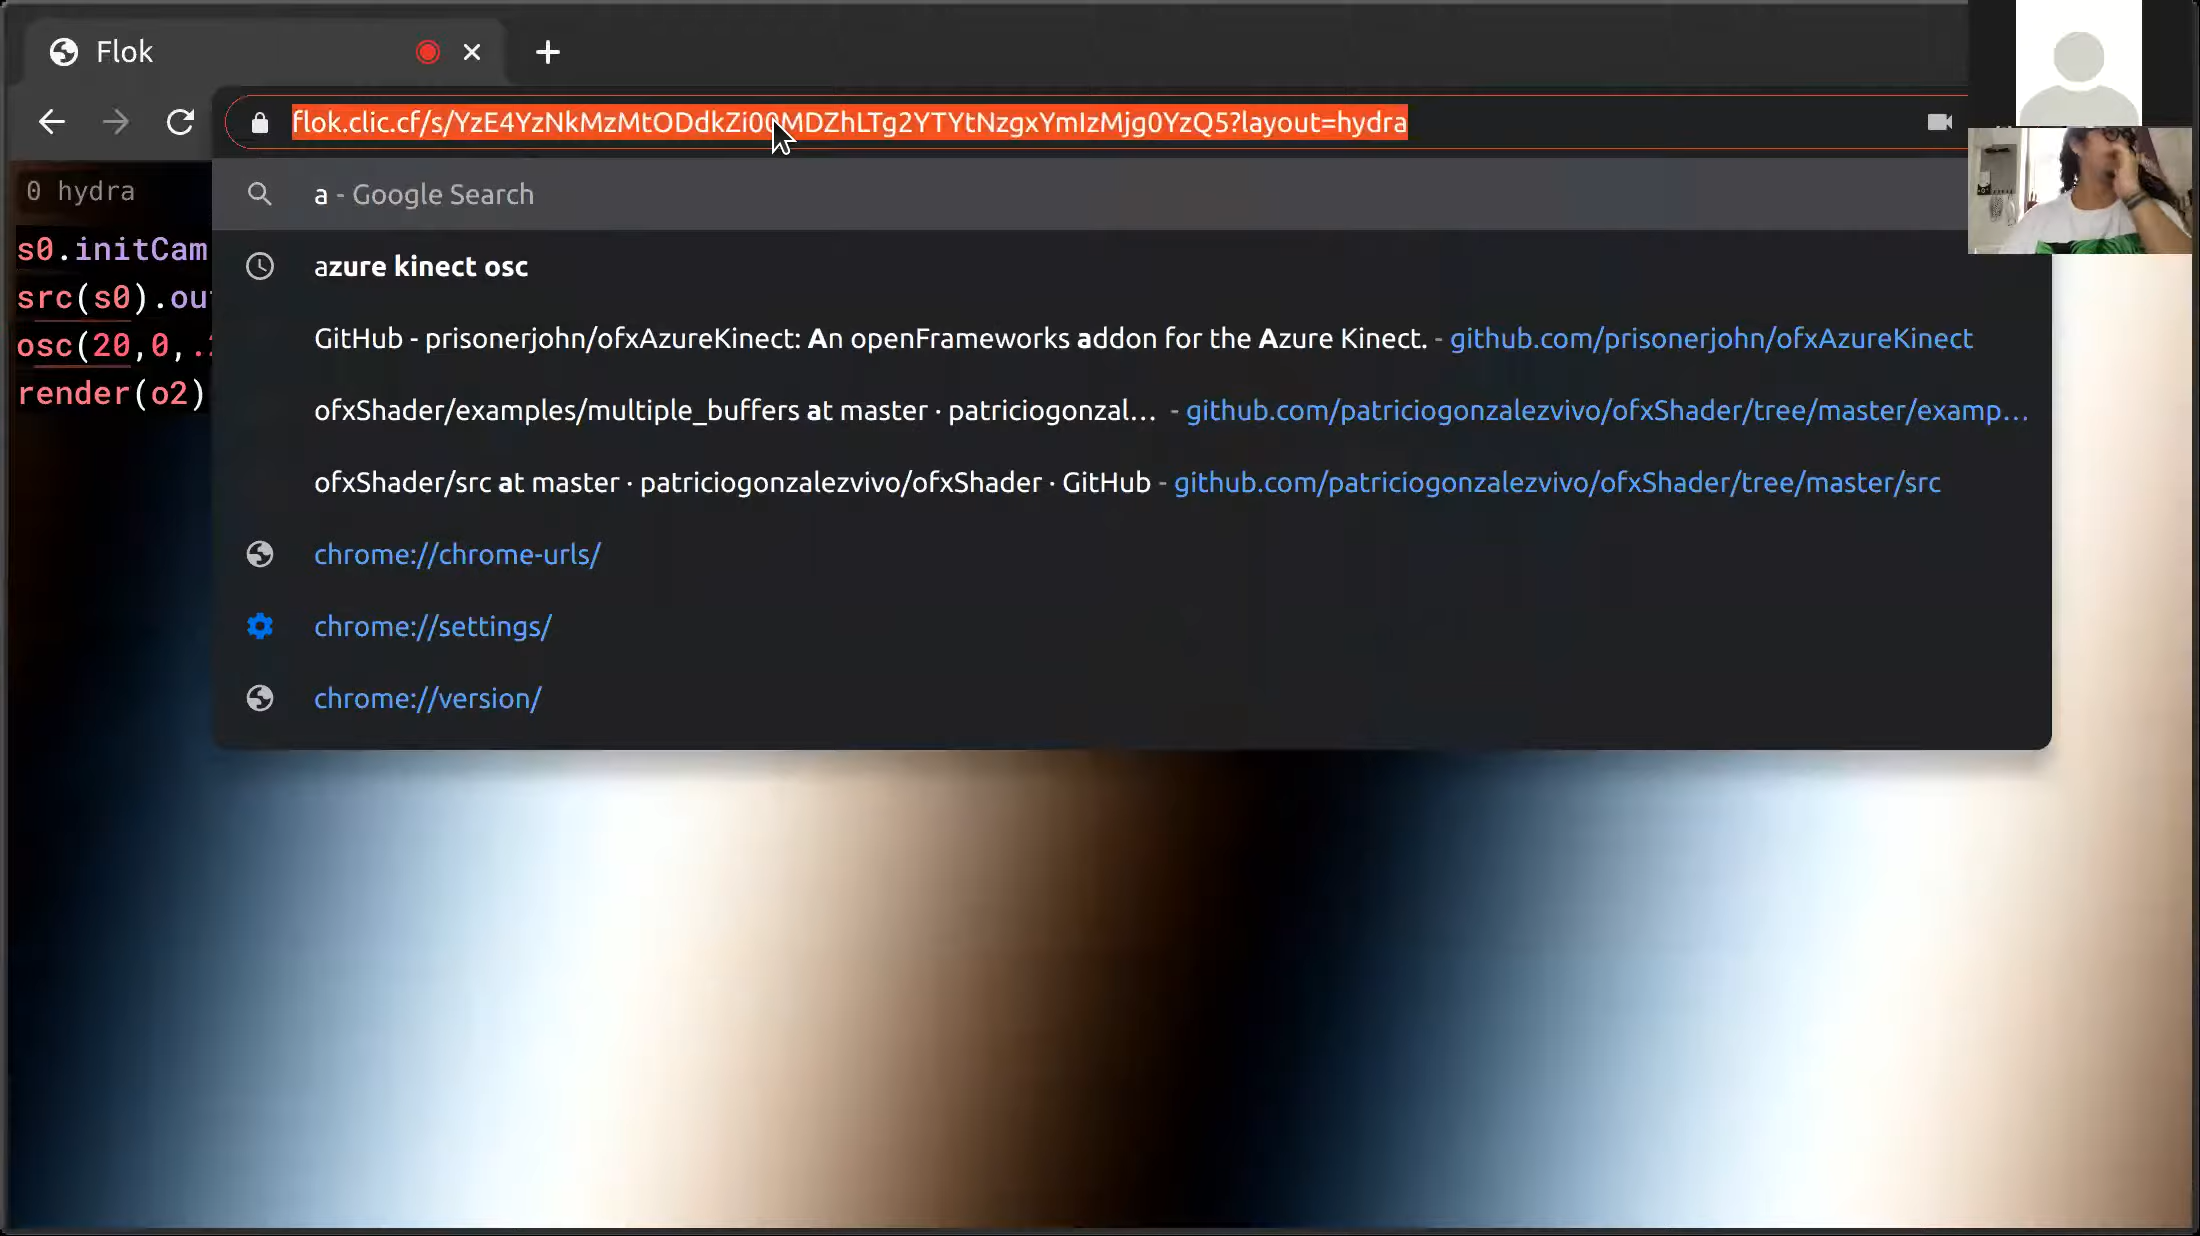 Flok
flok.clic.cf/s/YzE4YzNkMzMtODdkZi00MDZhLTg2YTYtNzgxYmIzMjg0YzQ5?layout=hydra
a - Google Search
0 hydra
s0.initCam
azure kinect osc
src(s0).ou
GitHub - prisonerjohn/ofxAzureKinect: An openFrameworks addon for the Azure Kinect. - github.com/prisonerjohn/ofxAzureKinect
osc(20,0,.
render(o2)
ofxShader/examples/multiple_buffers at master · patriciogonzal... - github.com/patriciogonzalezvivo/ofxShader/tree/master/examp...
ofxShader/src at master · patriciogonzalezvivo/ofxShader · GitHub - github.com/patriciogonzalezvivo/ofxShader/tree/master/src
chrome://chrome-urls/
chrome://settings/
chrome://version/